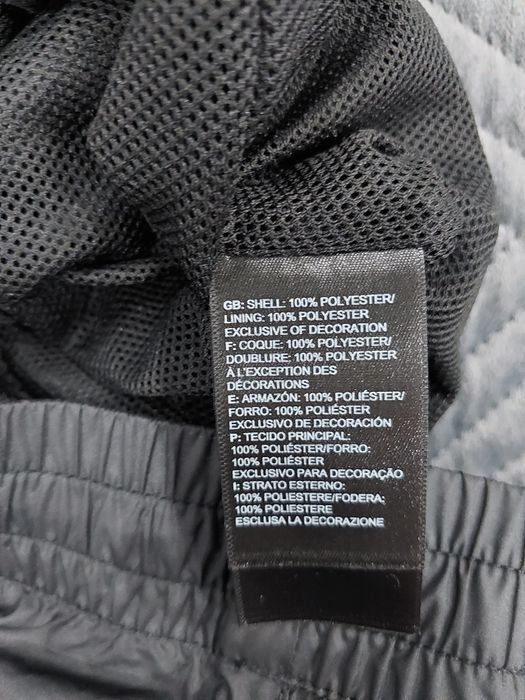 GB: SHELL: 100% POLYESTER/
LINING: 100% POLYESTER
EXCLUSIVE OF DECORATION
F: COQUE: 100% POLYESTER/
DOUBLURE: 100% POLYESTER
À L'EXCEPTION DES
DÉCORATIONS
E: ARMAZÓN: 100% POLIÉSTER/
FORRO: 100% POLIÉSTER
EXCLUSIVO DE DECORACIÓN
P: TECIDO PRINCIPAL:
100% POLIÉSTER/FORRO:
100% POLIÉSTER
EXCLUSIVO PARA DECORAÇÃO
I: STRATO ESTERNO:
100% POLIESTERE/FODERA:
100% POLIESTERE
ESCLUSA LA DECORAZIONE